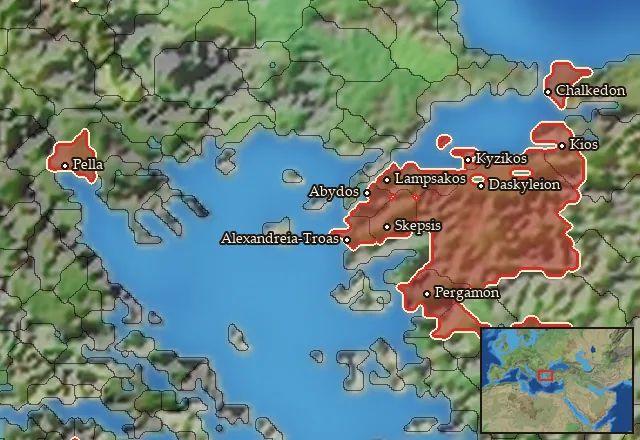 Chalkedon
Kios
Kyzikos
Pella
Lampsakos
Daskyleion
Abydos
Skepsis
Alexandreia-Troas
Pergamon